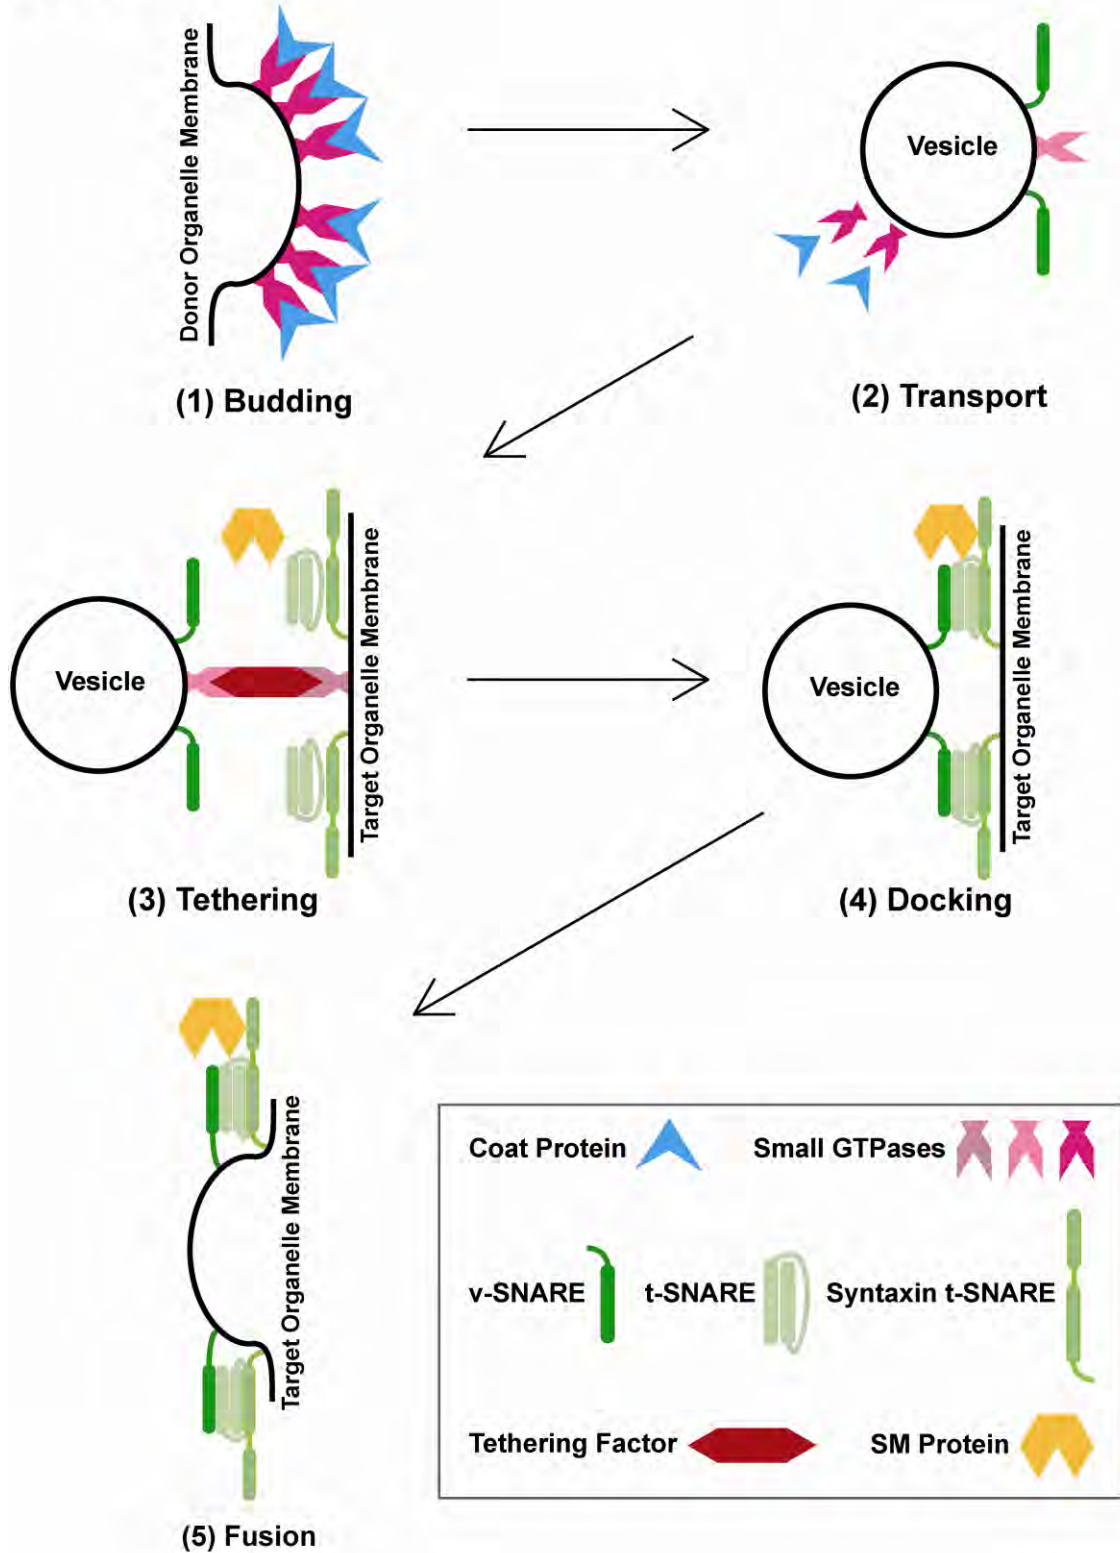 Donor Organelle Membrane
(1) Budding
Vesicle
(2) Transport
Vesicle
Target Organelle Membrane
(3) Tethering
Vesicle
Target Organelle Membrane
(4) Docking
Target Organelle Membrane
(5) Fusion
Coat Protein
Small GTPases
v-SNARE
t-SNARE
Syntaxin t-SNARE
Tethering Factor
SM Protein